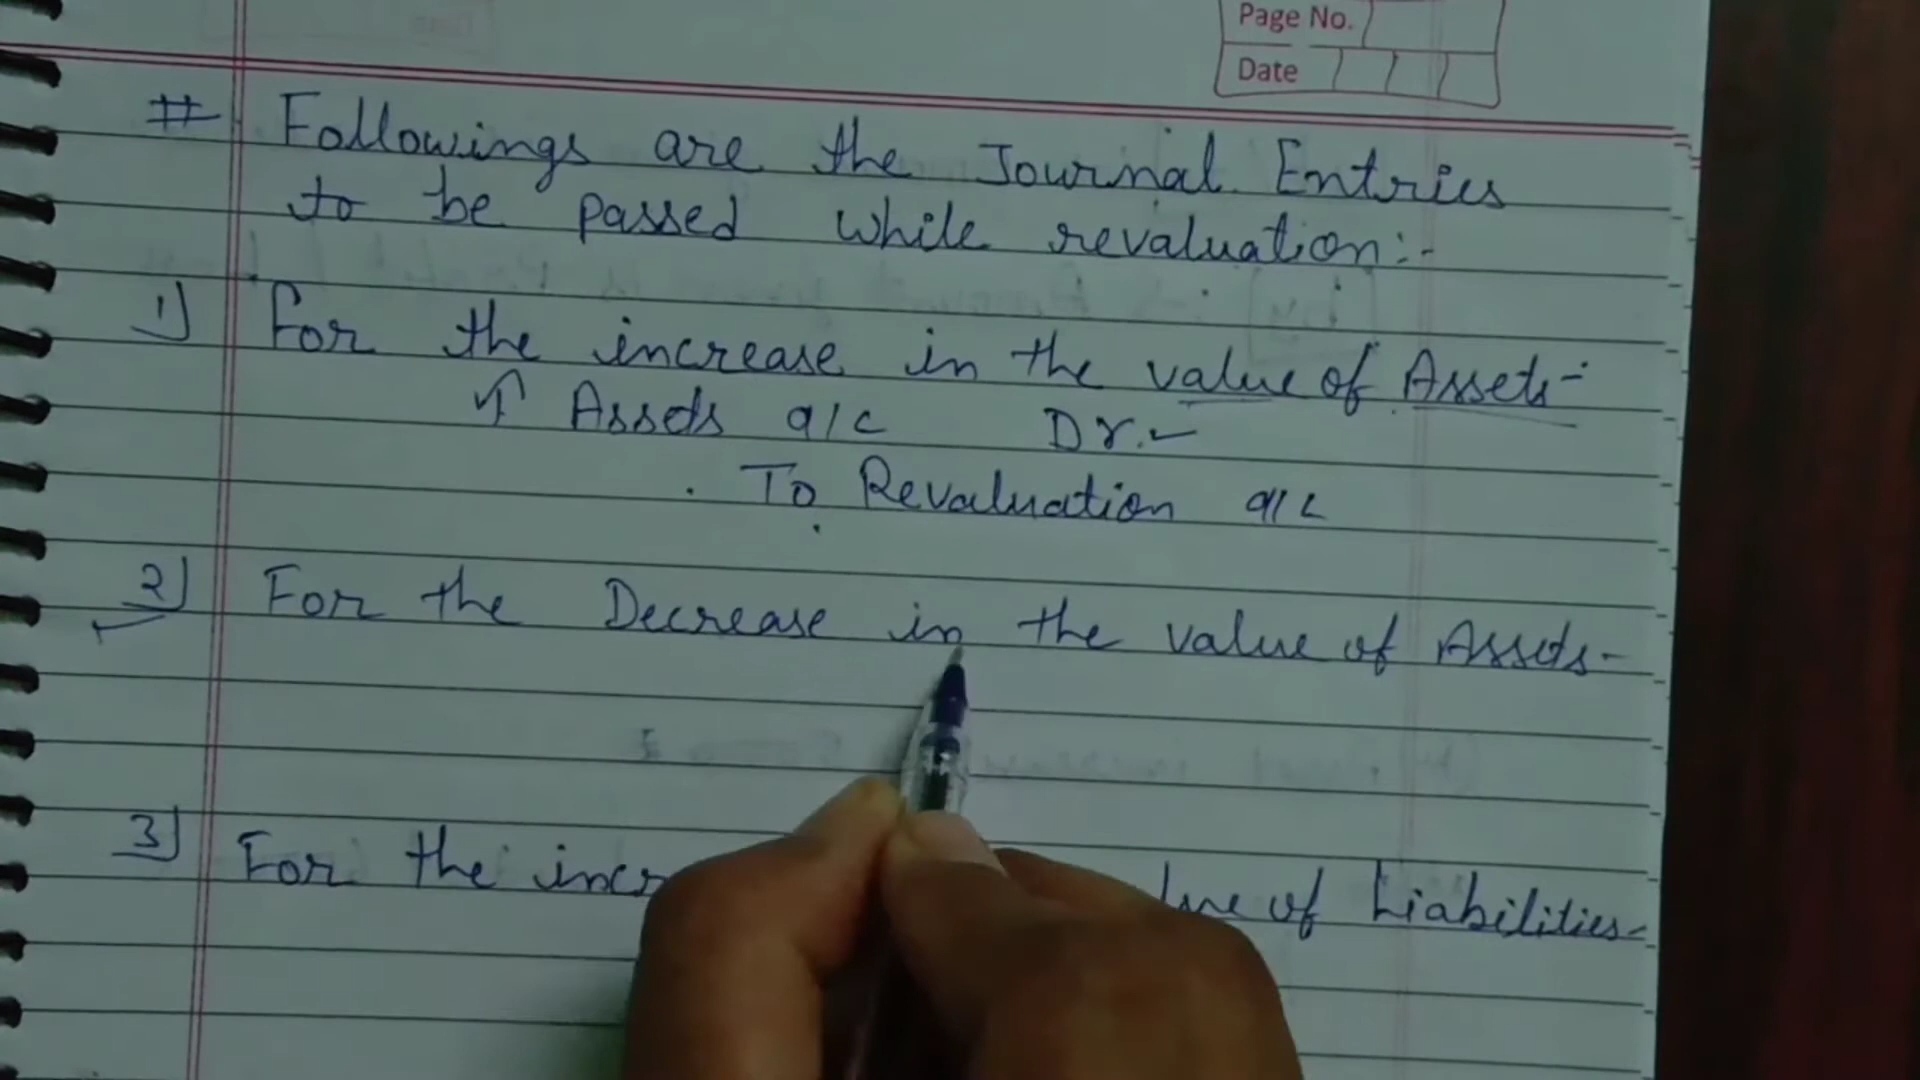 Page No.
Date
# Followings are the Journal Entries
to be passed while revaluation:-
1) For the increase in the value of Assets-
↑ Assets a/c Dr.
To Revaluation a/c
2) For the Decrease in the value of Assets-
3) For the incr of Liabilities-